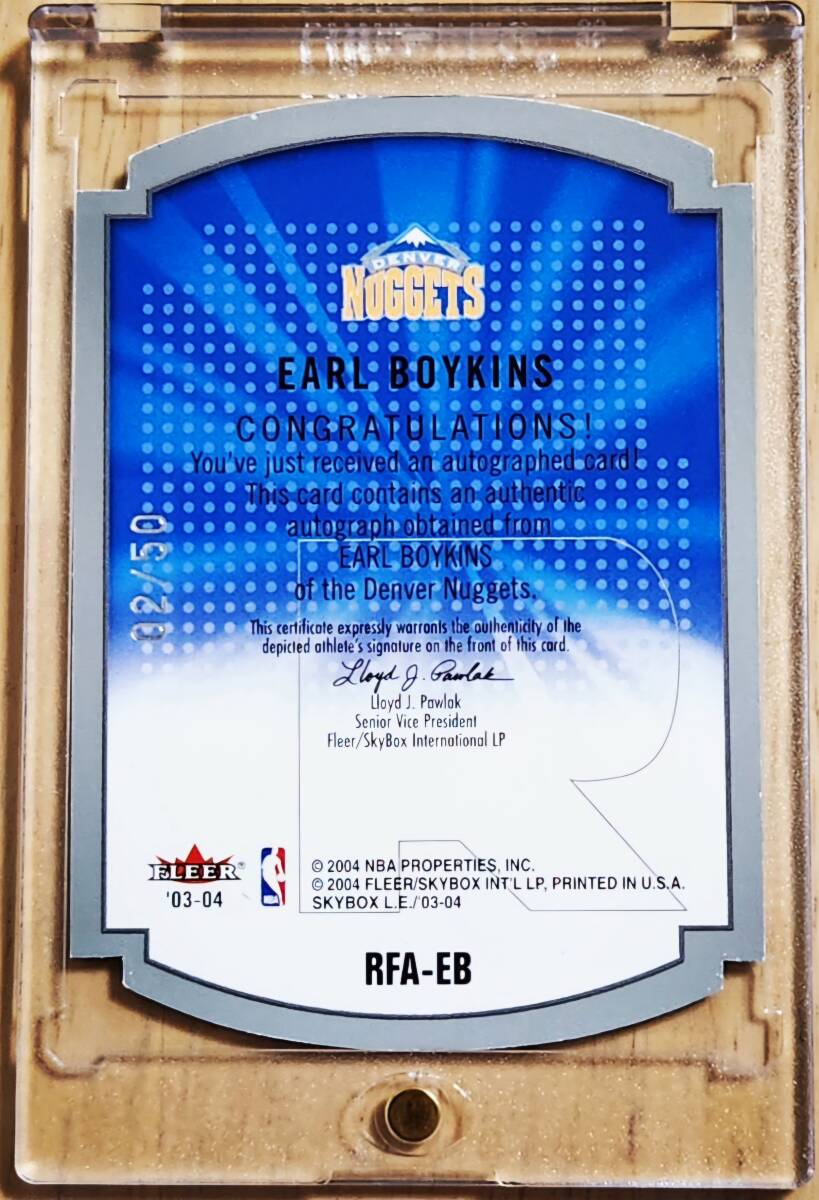 DENVER
NUGGETS
EARL BOYKINS
CONGRATULATIONS!
You've just received an autographed card!
This card contains an authentic
autograph obtained from
EARL BOYKINS
of the Denver Nuggets.
02/50
This certificate expressly warrants the authenticity of the
depicted athlete's signature on the front of this card.
Lloyd J. Pawlak
Lloyd J. Pawlak
Senior Vice President
Fleer/SkyBox International LP
R
FLEER®
'03-04
NBA
© 2004 NBA PROPERTIES, INC.
© 2004 FLEER/SKYBOX INT'L LP, PRINTED IN U.S.A.
SKYBOX L.E./'03-04
RFA-EB